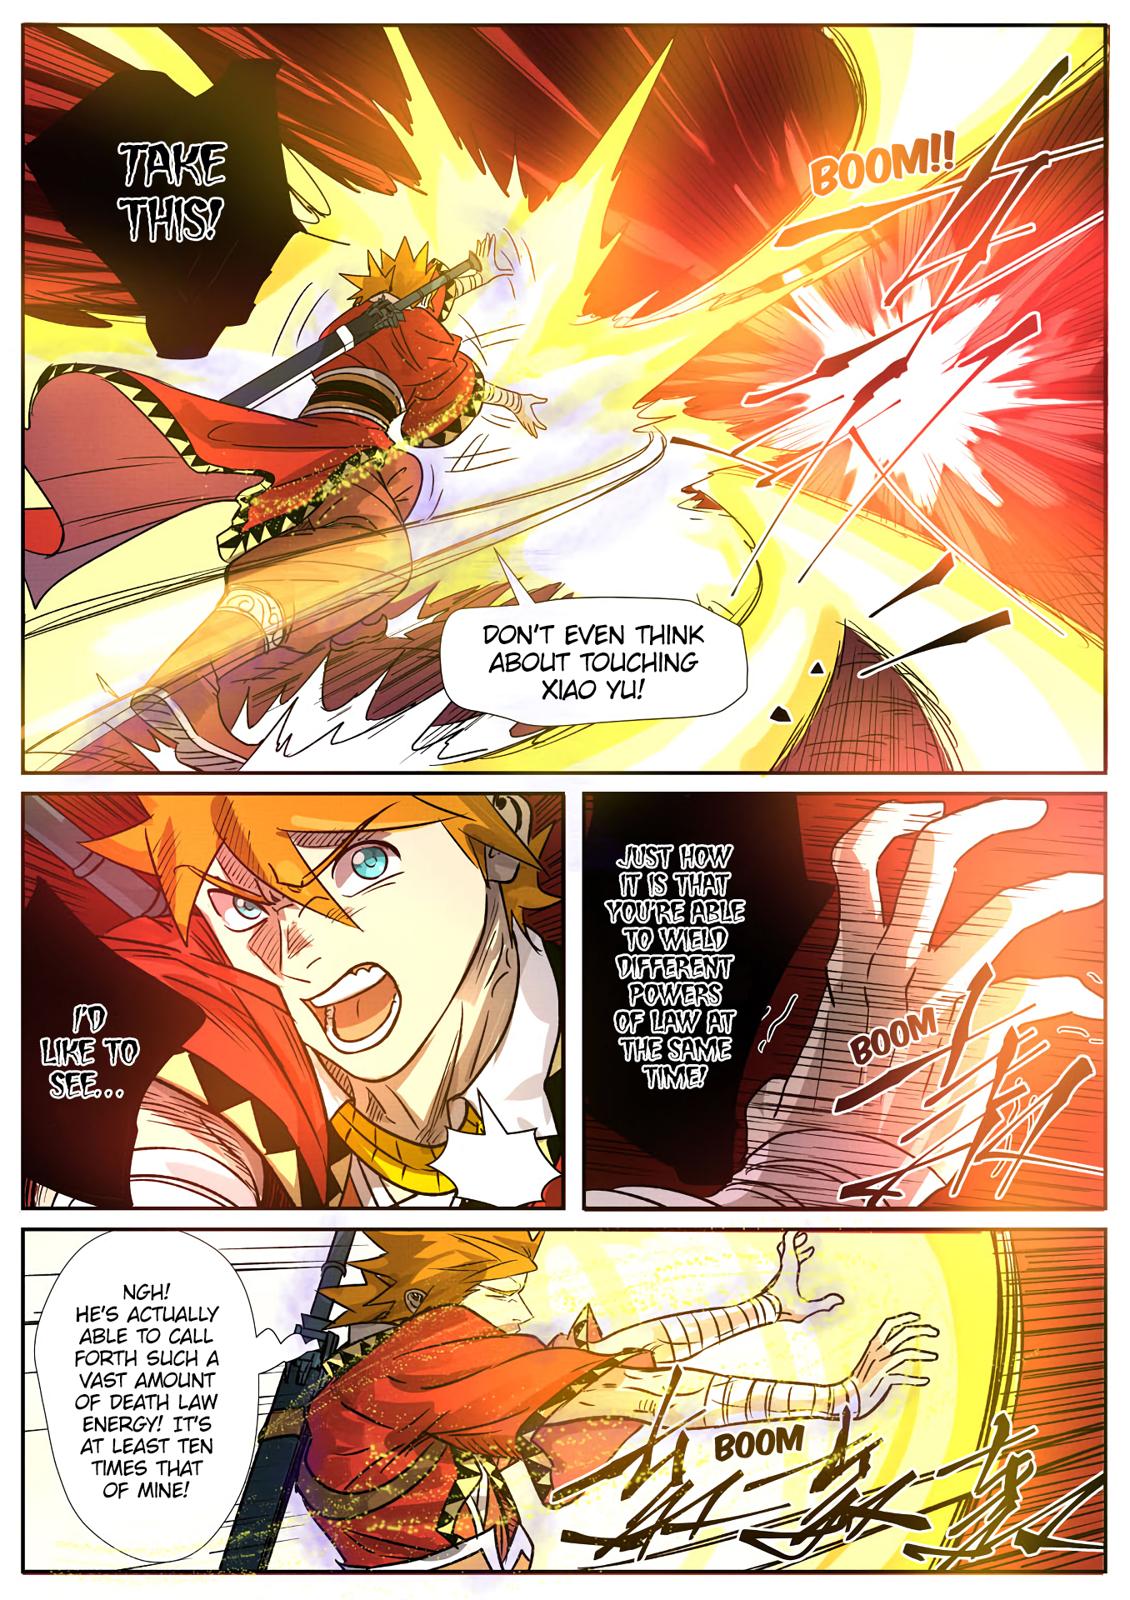 TAKE
THIS!
BOOM!!
DON'T EVEN THINK
ABOUT TOUCHING
XIAO YU!
I'D
LIKE TO
SEE...
JUST HOW
IT IS THAT
YOU'RE ABLE
TO WIELD
DIFFERENT
POWERS
OF LAW AT
THE SAME
TIME!
BOOM
NGH!
HE'S ACTUALLY
ABLE TO CALL
FORTH SUCH A
VAST AMOUNT
OF DEATH LAW
ENERGY! IT'S
AT LEAST TEN
TIMES THAT
OF MINE!
BOOM